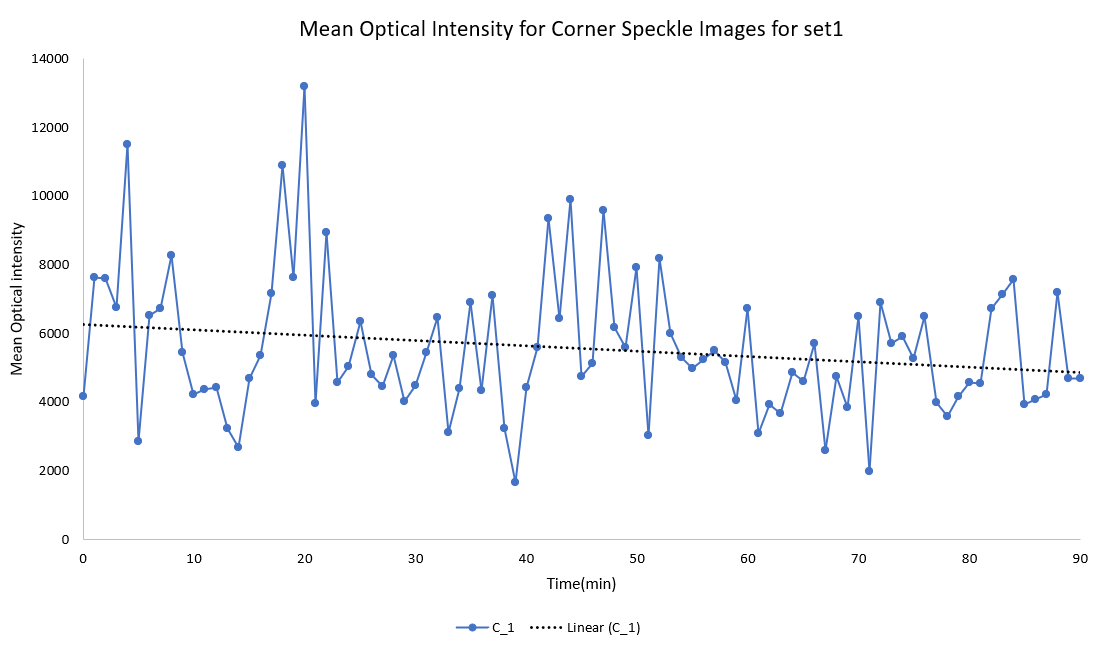 Mean Optical Intensity for Corner Speckle Images for set1
14000
12000
10000
8000
6000
4000
2000
0
Mean Optical intensity
0 10 20 30 40 50 60 70 80 90
Time(min)
C_1 Linear (C_1)